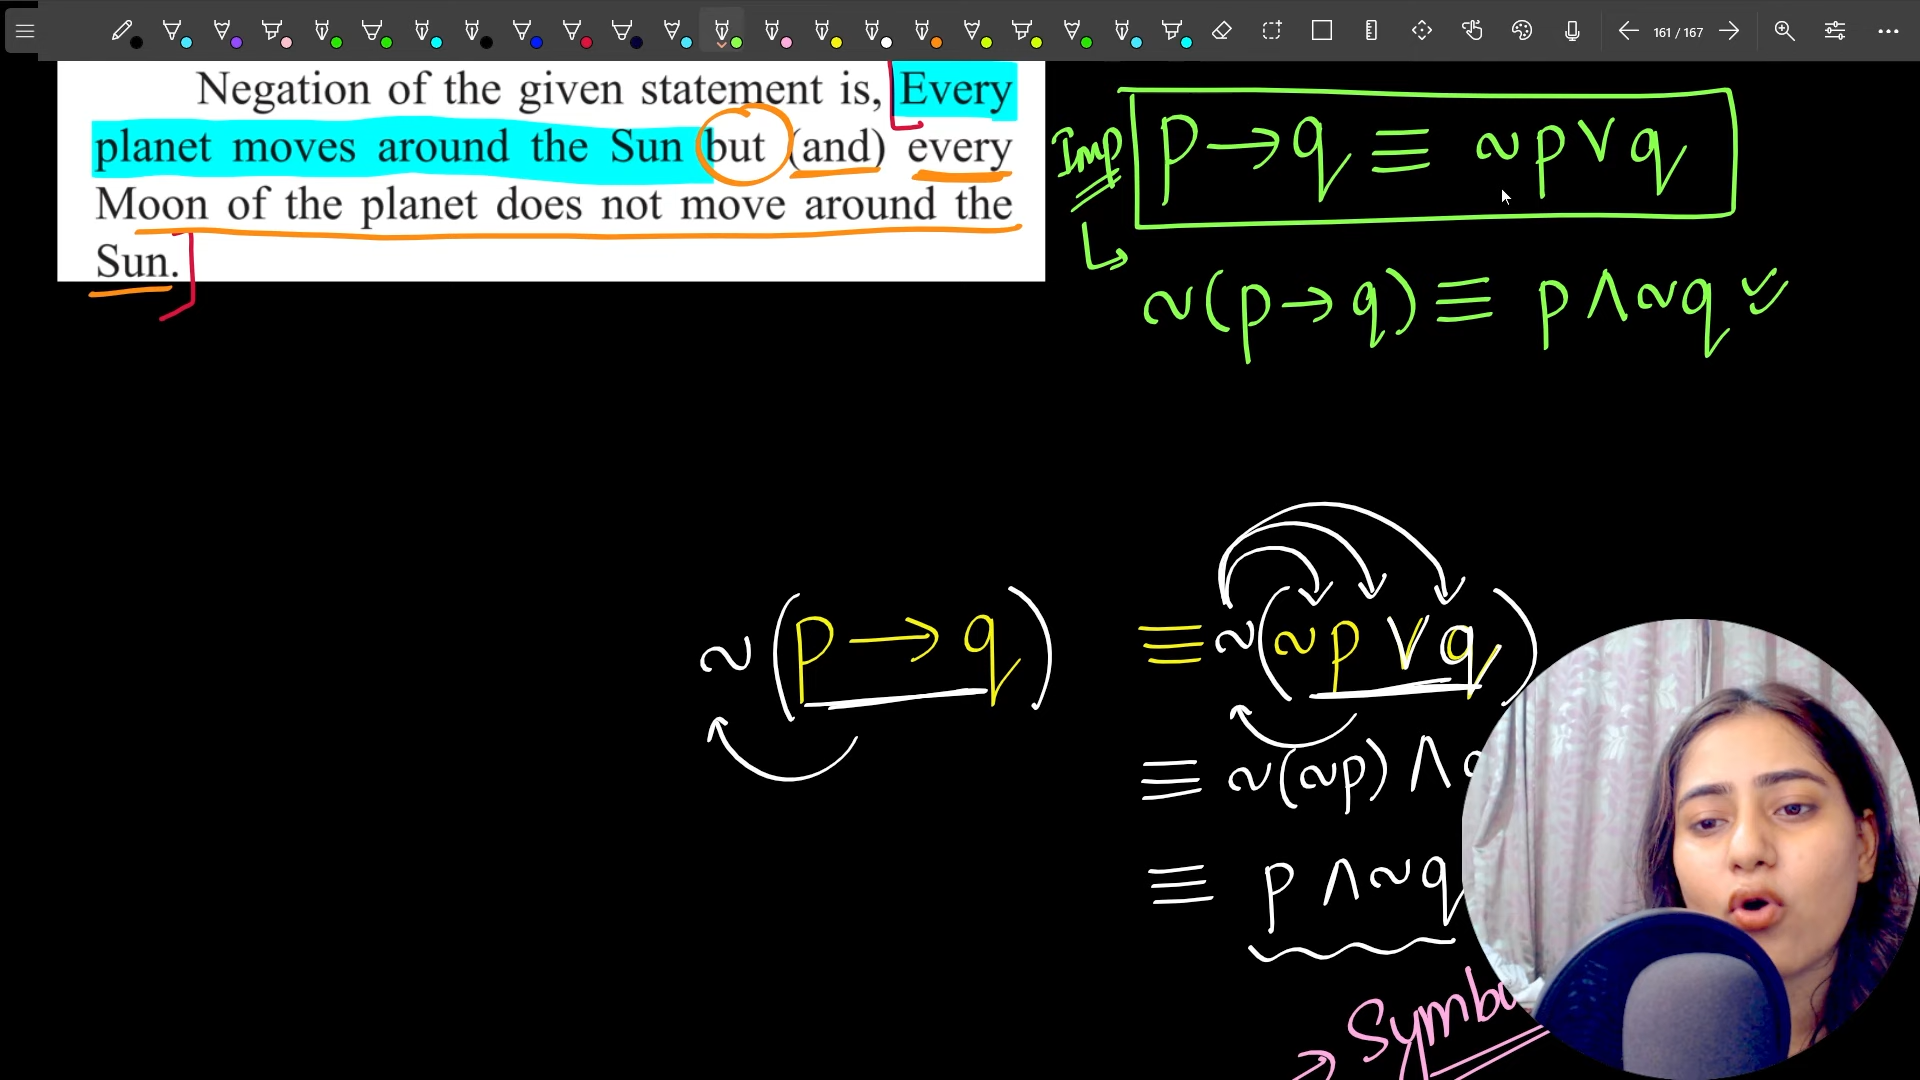 161 / 167
Negation of the given statement is, Every
planet moves around the Sun but (and) every
Moon of the planet does not move around the
Sun.
Imp
p → q ≡ ~p ∨ q
~(p → q) ≡ p ∧ ~q
~(p → q) ≡ ~(~p ∨ q)
≡ ~(~p) ∧
≡ p ∧ ~q